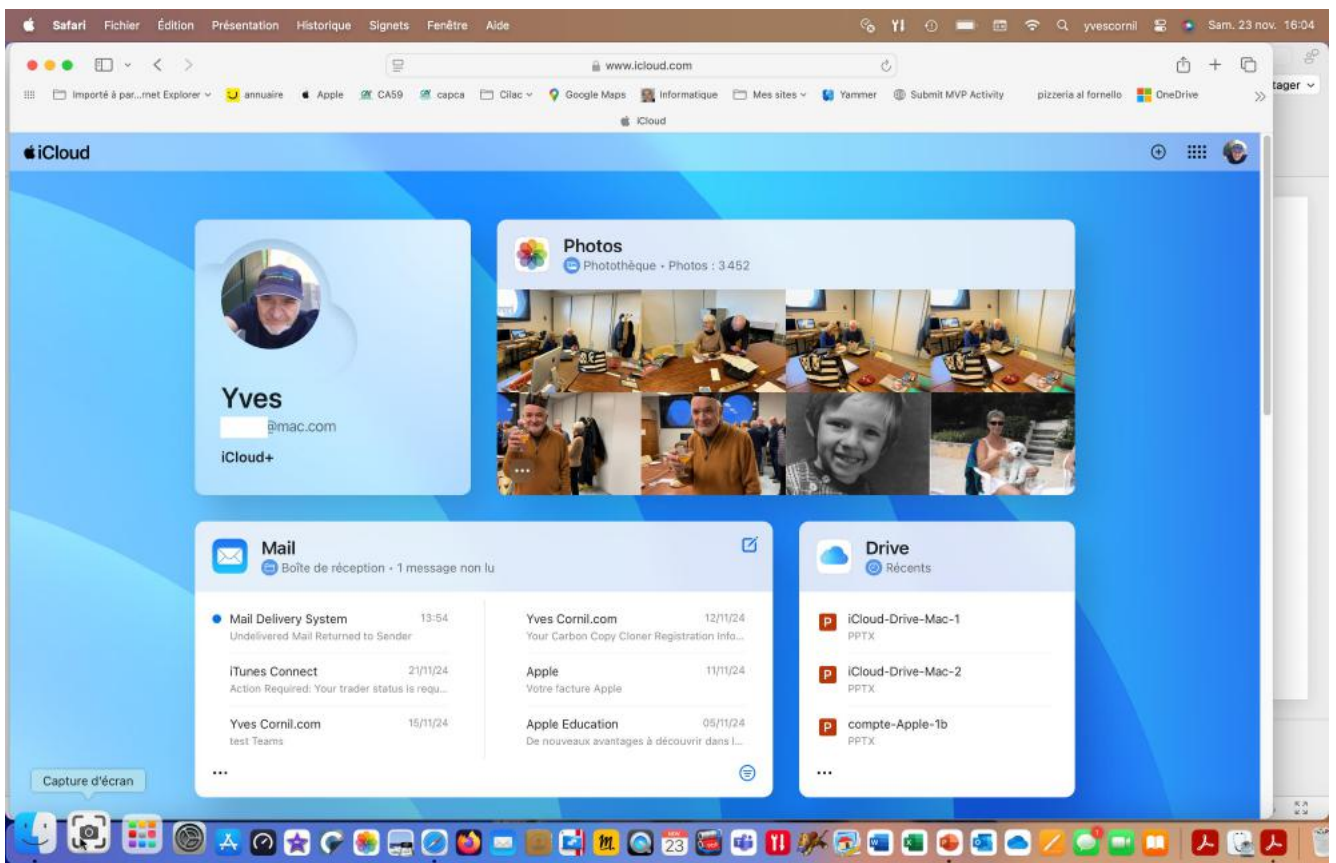 Safari Fichier Édition Présentation Historique Signets Fenêtre Aide yvescornil Sam. 23 nov. 16:04
www.icloud.com
Importé à par...rnet Explorer annuaire Apple CA59 capca Cilac Google Maps Informatique Mes sites Yammer Submit MVP Activity pizzeria al fornello OneDrive
tager
iCloud
iCloud
Photos
Photothèque • Photos : 3 452
Yves
@mac.com
iCloud+
Mail
Boîte de réception • 1 message non lu
Mail Delivery System 13:54
Undelivered Mail Returned to Sender
iTunes Connect 21/11/24
Action Required: Your trader status is requ...
Yves Cornil.com 15/11/24
test Teams
Yves Cornil.com 12/11/24
Your Carbon Copy Cloner Registration Info...
Apple 11/11/24
Votre facture Apple
Apple Education 05/11/24
De nouveaux avantages à découvrir dans l...
Drive
Récents
iCloud-Drive-Mac-1
PPTX
iCloud-Drive-Mac-2
PPTX
compte-Apple-1b
PPTX
Capture d'écran
23